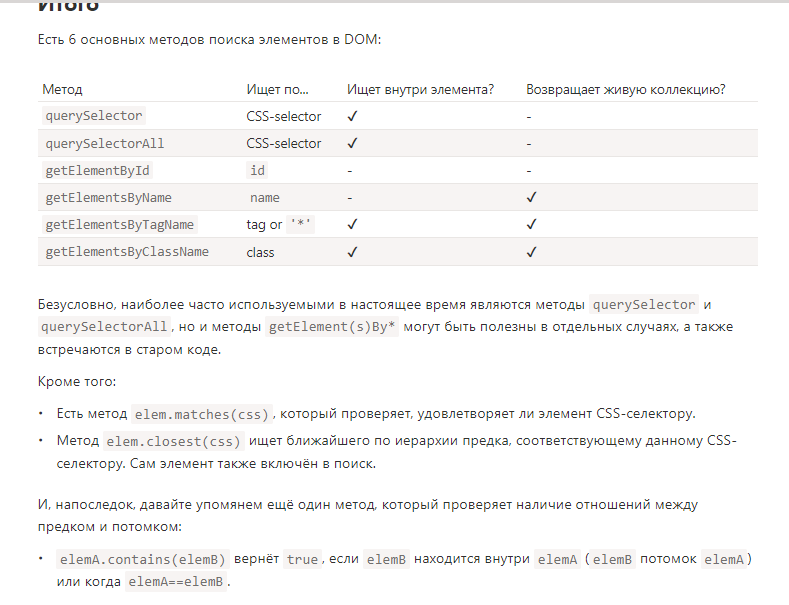 Итого
Есть 6 основных методов поиска элементов в DOM:
Метод Ищет по... Ищет внутри элемента? Возвращает живую коллекцию?
querySelector CSS-selector ✔ -
querySelectorAll CSS-selector ✔ -
getElementById id - -
getElementsByName name - ✔
getElementsByTagName tag or '*' ✔ ✔
getElementsByClassName class ✔ ✔
Безусловно, наиболее часто используемыми в настоящее время являются методы querySelector и
querySelectorAll, но и методы getElement(s)By* могут быть полезны в отдельных случаях, а также
встречаются в старом коде.
Кроме того:
• Есть метод elem.matches(css), который проверяет, удовлетворяет ли элемент CSS-селектору.
• Метод elem.closest(css) ищет ближайшего по иерархии предка, соответствующему данному CSS-
селектору. Сам элемент также включён в поиск.
И, напоследок, давайте упомянем ещё один метод, который проверяет наличие отношений между
предком и потомком:
• elemA.contains(elemB) вернёт true, если elemB находится внутри elemA (elemB потомок elemA)
или когда elemA==elemB.